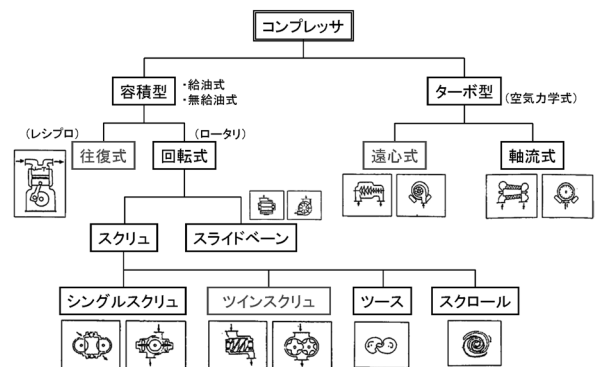 コンプレッサ
容積型
・給油式
・無給油式
ターボ型
(空気力学式)
(レシプロ)
(ロータリ)
往復式
回転式
遠心式
軸流式
スクリュ
スライドベーン
シングルスクリュ
ツインスクリュ
ツース
スクロール